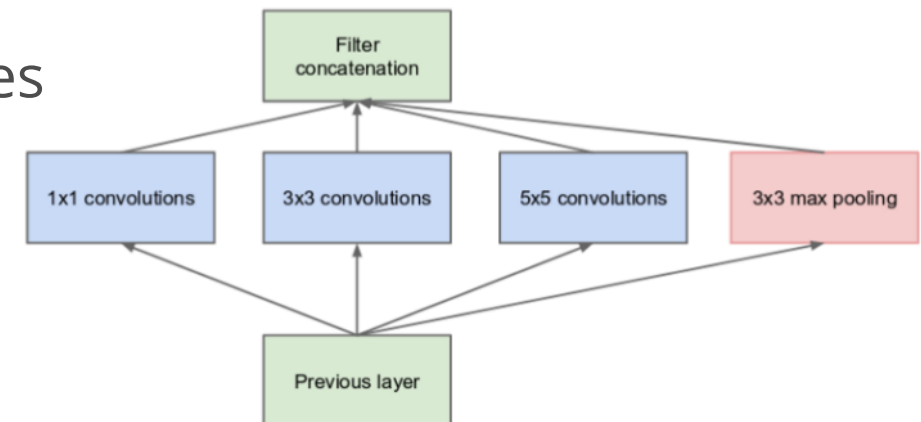 es
Filter
concatenation
1x1 convolutions
3x3 convolutions
5x5 convolutions
3x3 max pooling
Previous layer